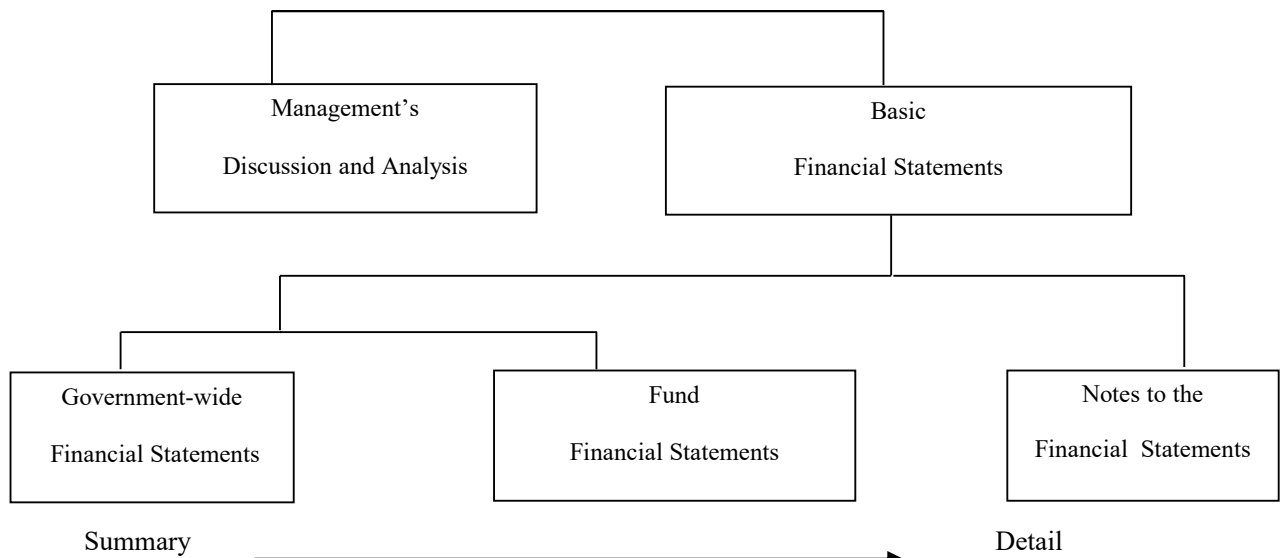 Management’s
Discussion and Analysis
Basic
Financial Statements
Government-wide
Financial Statements
Fund
Financial Statements
Notes to the
Financial Statements
Summary
Detail